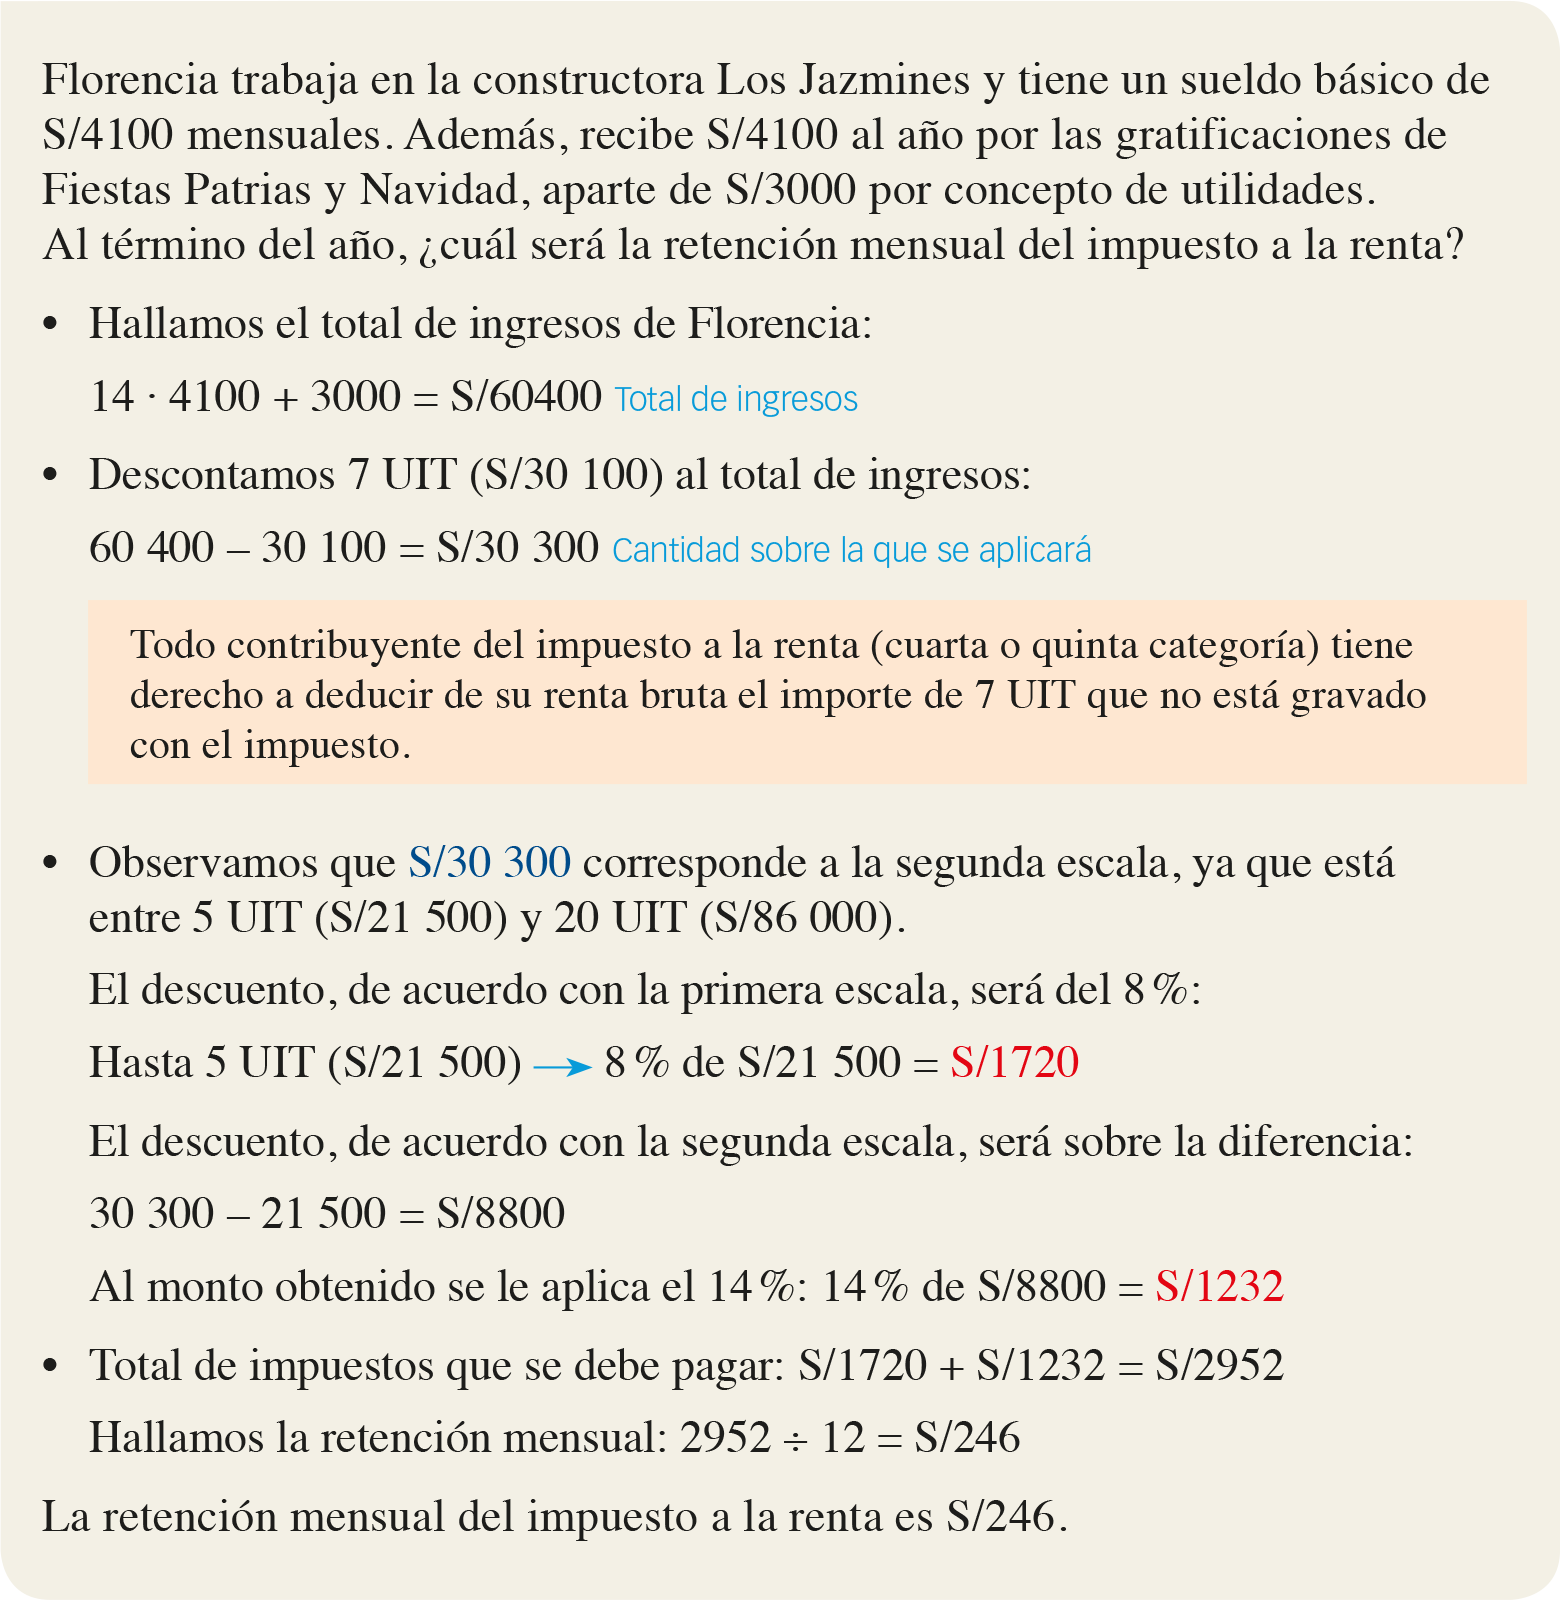 Florencia trabaja en la constructora Los Jazmines y tiene un sueldo básico de
S/4100 mensuales. Además, recibe S/4100 al año por las gratificaciones de
Fiestas Patrias y Navidad, aparte de S/3000 por concepto de utilidades.
Al término del año, ¿cuál será la retención mensual del impuesto a la renta?
• Hallamos el total de ingresos de Florencia:
14 · 4100 + 3000 = S/60400 Total de ingresos
• Descontamos 7 UIT (S/30 100) al total de ingresos:
60 400 – 30 100 = S/30 300 Cantidad sobre la que se aplicará
Todo contribuyente del impuesto a la renta (cuarta o quinta categoría) tiene
derecho a deducir de su renta bruta el importe de 7 UIT que no está gravado
con el impuesto.
• Observamos que S/30 300 corresponde a la segunda escala, ya que está
entre 5 UIT (S/21 500) y 20 UIT (S/86 000).
El descuento, de acuerdo con la primera escala, será del 8 %:
Hasta 5 UIT (S/21 500) → 8 % de S/21 500 = S/1720
El descuento, de acuerdo con la segunda escala, será sobre la diferencia:
30 300 – 21 500 = S/8800
Al monto obtenido se le aplica el 14 %: 14 % de S/8800 = S/1232
• Total de impuestos que se debe pagar: S/1720 + S/1232 = S/2952
Hallamos la retención mensual: 2952 ÷ 12 = S/246
La retención mensual del impuesto a la renta es S/246.